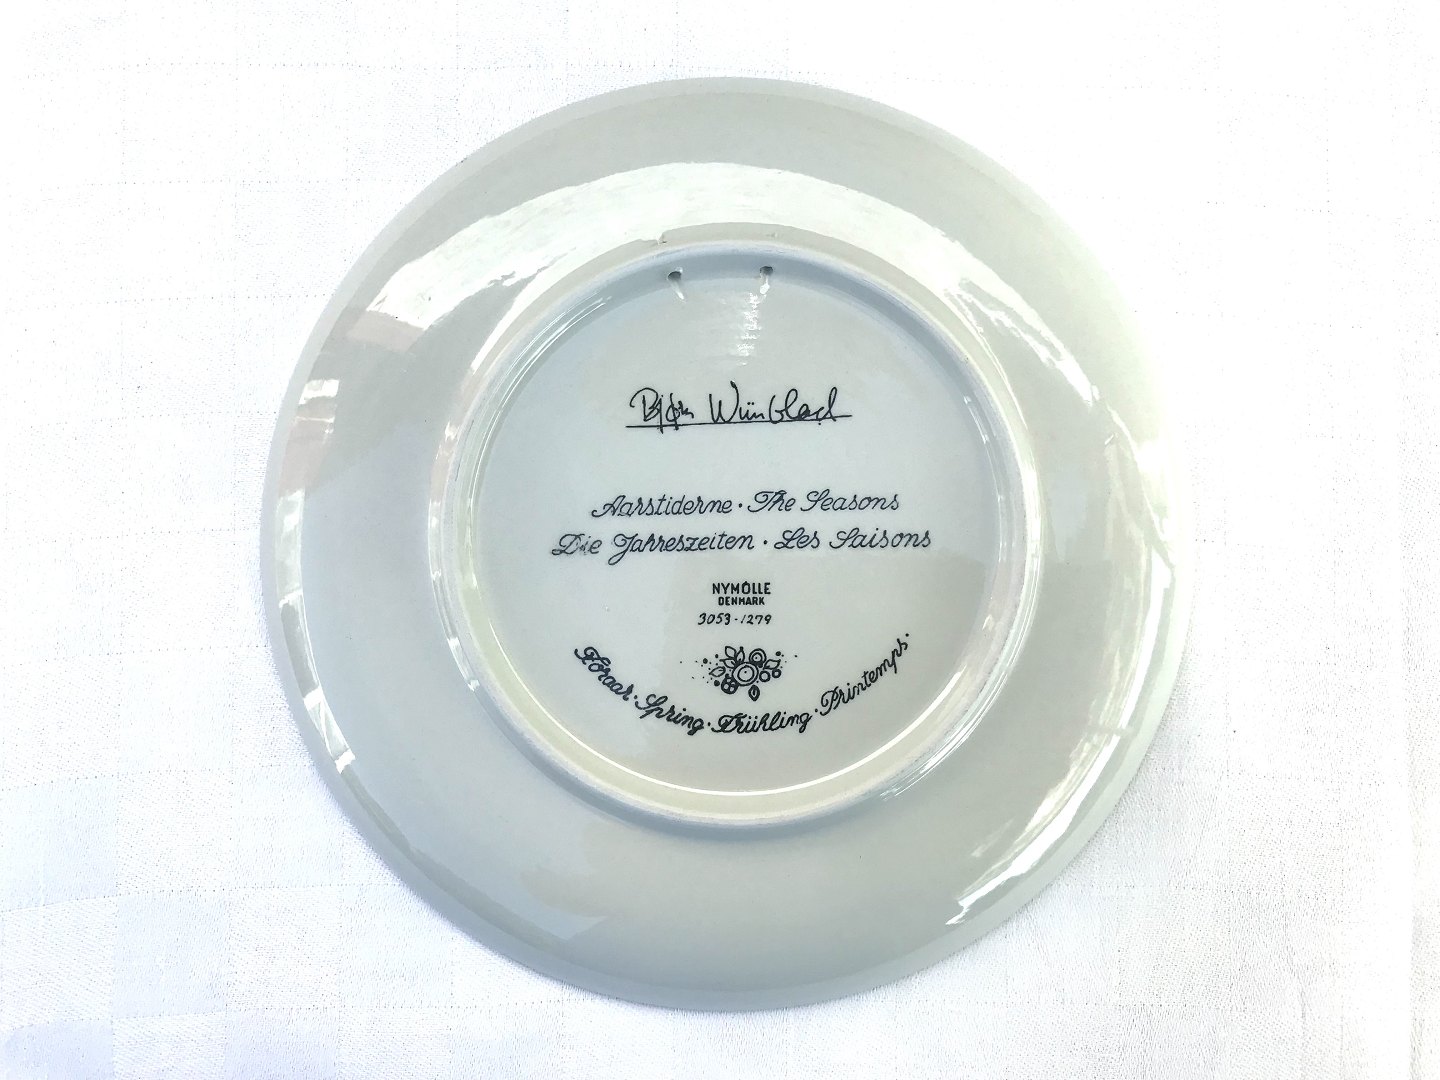 Bjørn Wiinblad
Aarstiderne · The Seasons
Die Jahreszeiten · Les Saisons
NYMÖLLE
DENMARK
3053-1279
Foraar · Spring · Frühling · Printemps ·